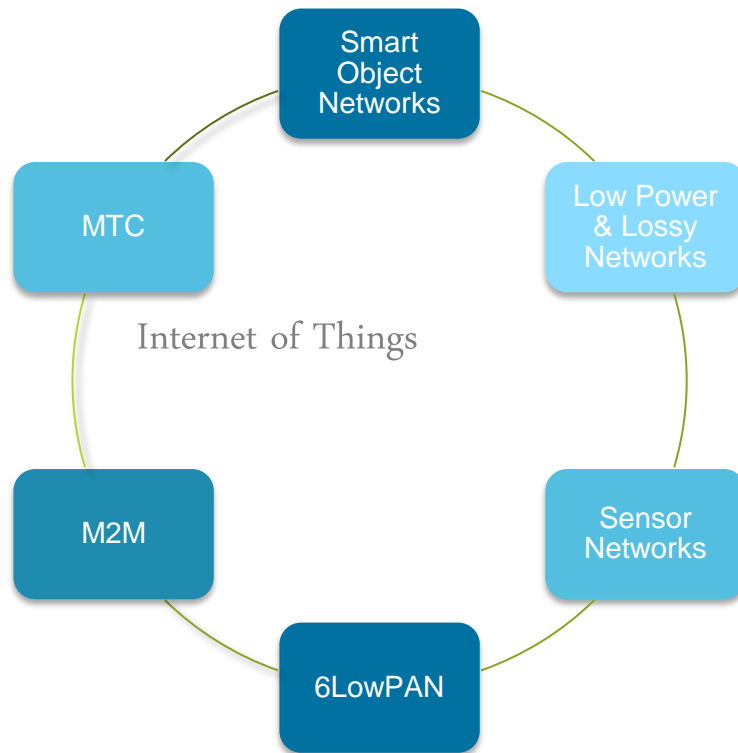 Smart
Object
Networks
Low Power
& Lossy
Networks
MTC
Internet of Things
M2M
Sensor
Networks
6LowPAN